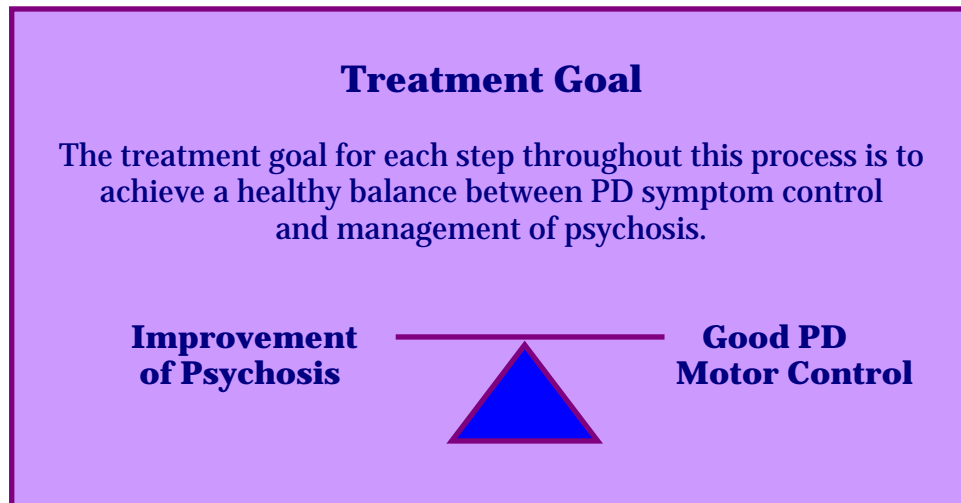 Treatment Goal
The treatment goal for each step throughout this process is to
achieve a healthy balance between PD symptom control
and management of psychosis.
Improvement
of Psychosis
Good PD
Motor Control